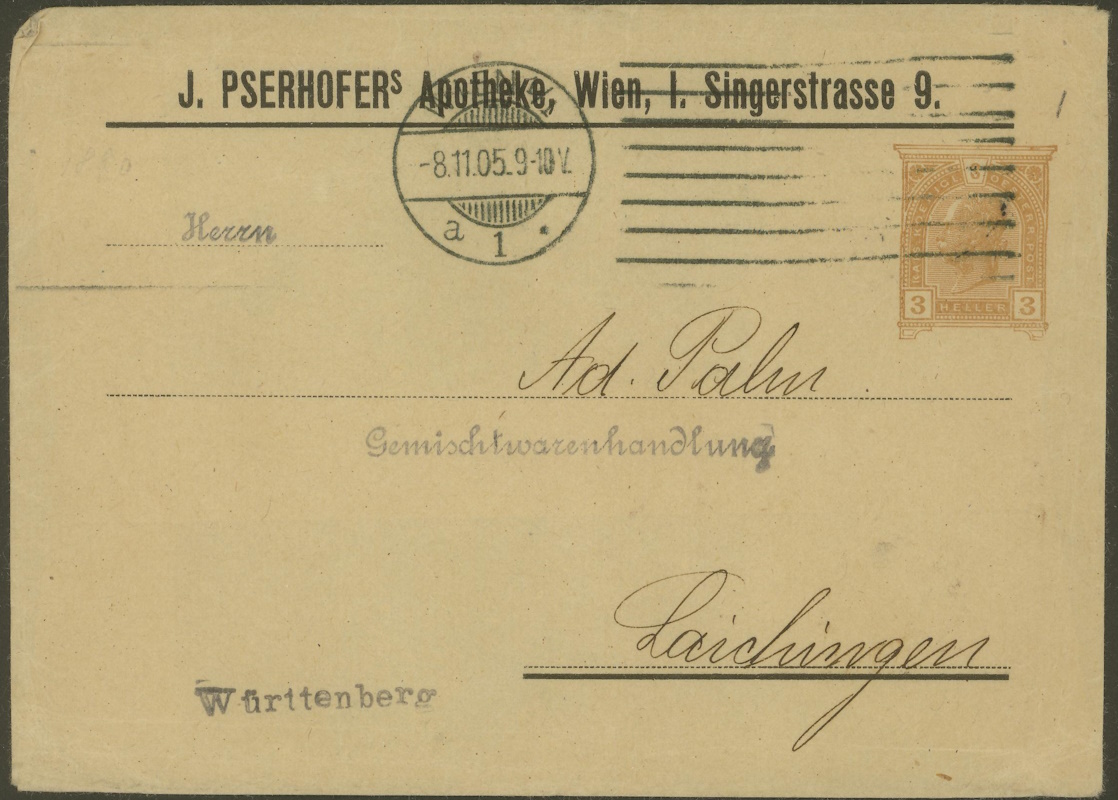 J. PSERHOFERS Apotheke, Wien, I. Singerstrasse 9.
-8.11.05.9-10V.
a 1 *
3 HELLER 3
Herrn
Ad. Palm
Gemischtwarenhandlung
Laichingen
Württenberg